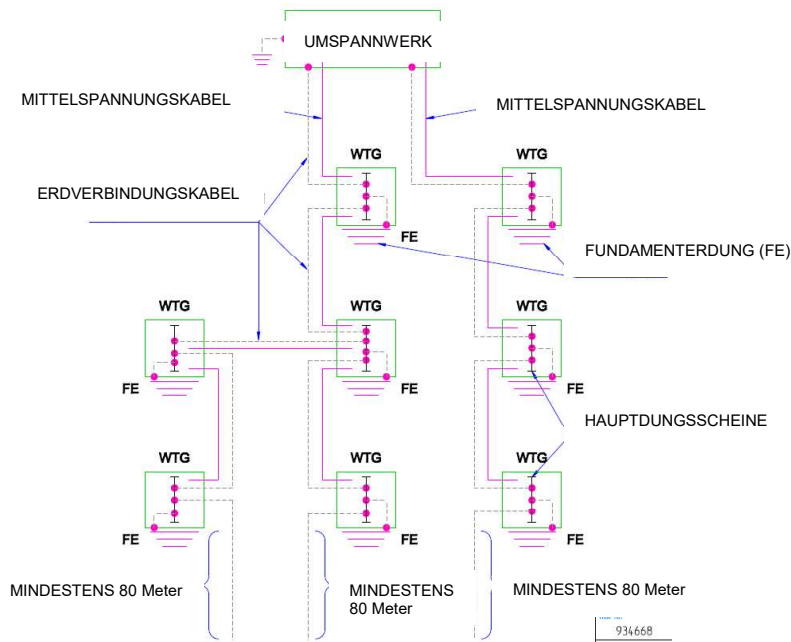 UMSPANNWERK
MITTELSPANNUNGSKABEL
MITTELSPANNUNGSKABEL
WTG
WTG
ERDVERBINDUNGSKABEL
FE
FUNDAMENTERDUNG (FE)
WTG
WTG
WTG
FE
FE
FE
HAUPTDUNGSSCHEINE
WTG
WTG
WTG
FE
FE
FE
MINDESTENS 80 Meter
MINDESTENS
80 Meter
MINDESTENS 80 Meter
934668